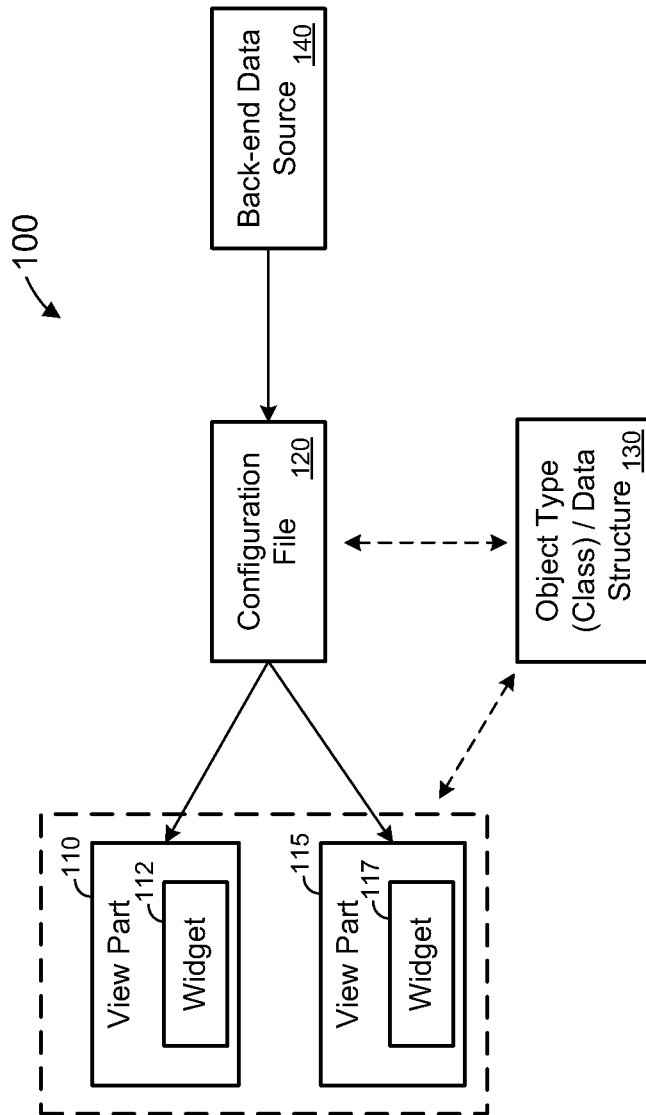 100
View Part
110
Widget
112
View Part
115
Widget
117
Configuration
File
120
Back-end Data
Source
140
Object Type
(Class) / Data
Structure
130